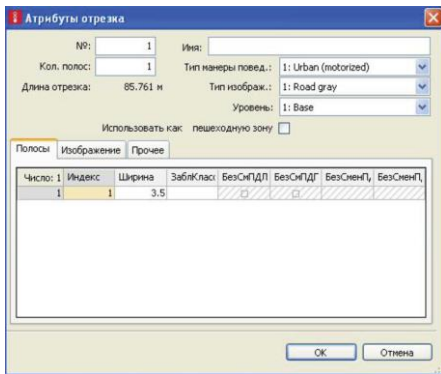 Атрибуты отрезка
№: 1 Имя:
Кол. полос: 1 Тип манеры повед.: 1: Urban (motorized)
Длина отрезка: 85.761 м Тип изображ.: 1: Road gray
Уровень: 1: Base
Использовать как пешеходную зону
Полосы Изображение Прочее
Число: 1 Индекс Ширина ЗаблКласс БезСмПДЛ БезСмПДГ БезСменП, БезСменП,
1 1 3.5
OK Отмена